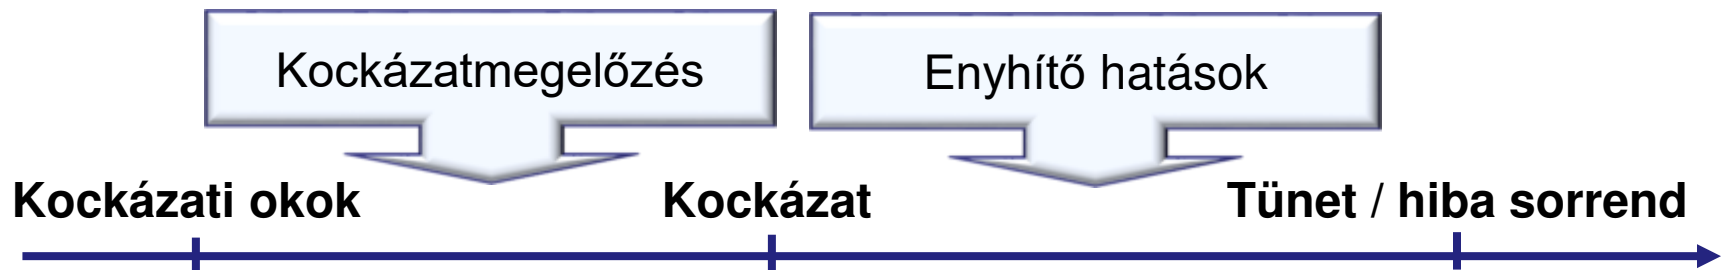 Kockázatmegelőzés
Enyhítő hatások
Kockázati okok
Kockázat
Tünet / hiba sorrend